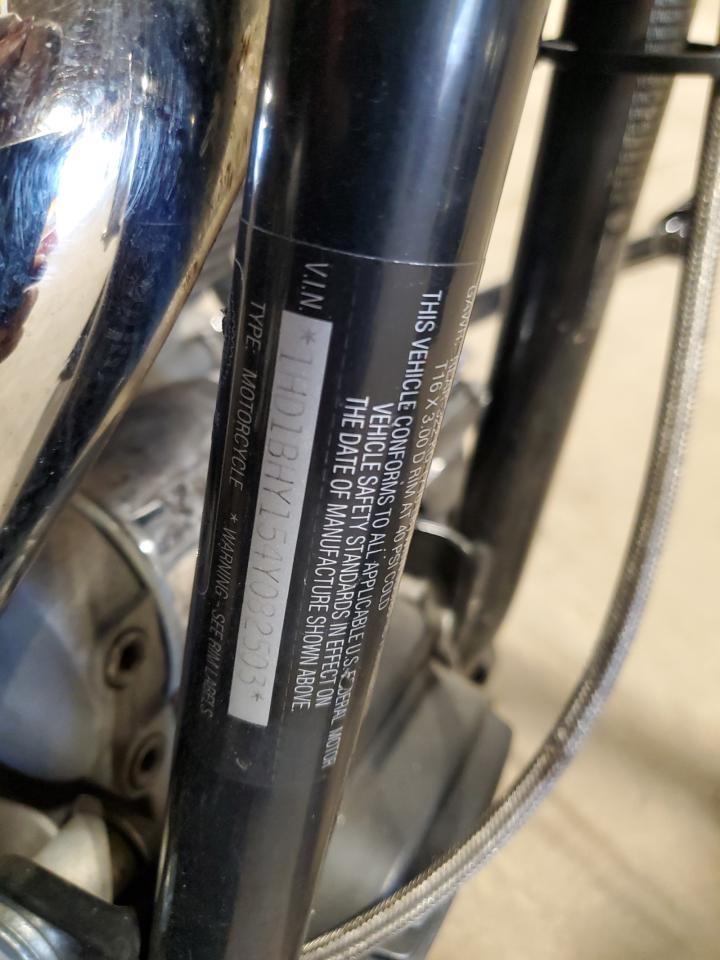 GAWR:
T16 X 3.00 D RIM AT 40 PSI COLD
THIS VEHICLE CONFORMS TO ALL APPLICABLE U.S. FEDERAL MOTOR
VEHICLE SAFETY STANDARDS IN EFFECT ON
THE DATE OF MANUFACTURE SHOWN ABOVE.
V.I.N. *1HD1BHY154Y082503*
TYPE: MOTORCYCLE * WARNING - SEE RIM LABELS